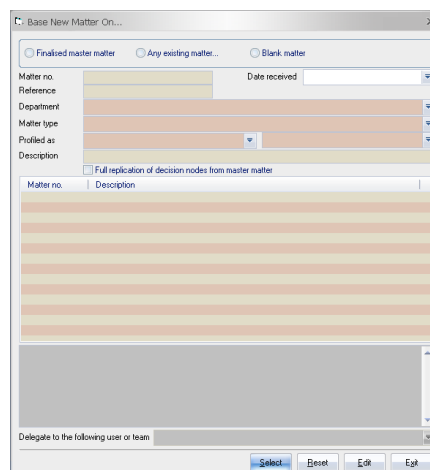 Base New Matter On...
Finalised master matter Any existing matter... Blank matter
Matter no. Date received
Reference
Department
Matter type
Profiled as
Description
Full replication of decision nodes from master matter
Matter no. Description
Delegate to the following user or team
Select Reset Edit Exit